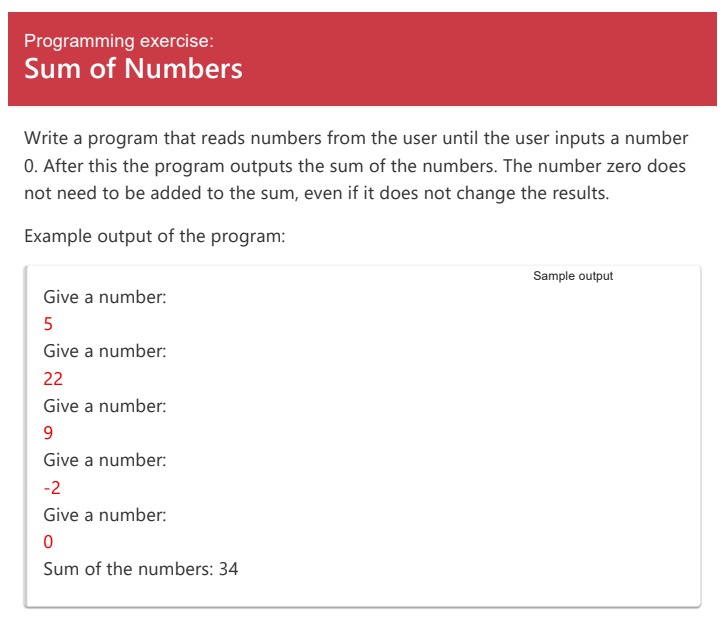 Programming exercise:
Sum of Numbers
Write a program that reads numbers from the user until the user inputs a number
0. After this the program outputs the sum of the numbers. The number zero does
not need to be added to the sum, even if it does not change the results.
Example output of the program:
Sample output
Give a number:
5
Give a number:
22
Give a number:
9
Give a number:
-2
Give a number:
0
Sum of the numbers: 34